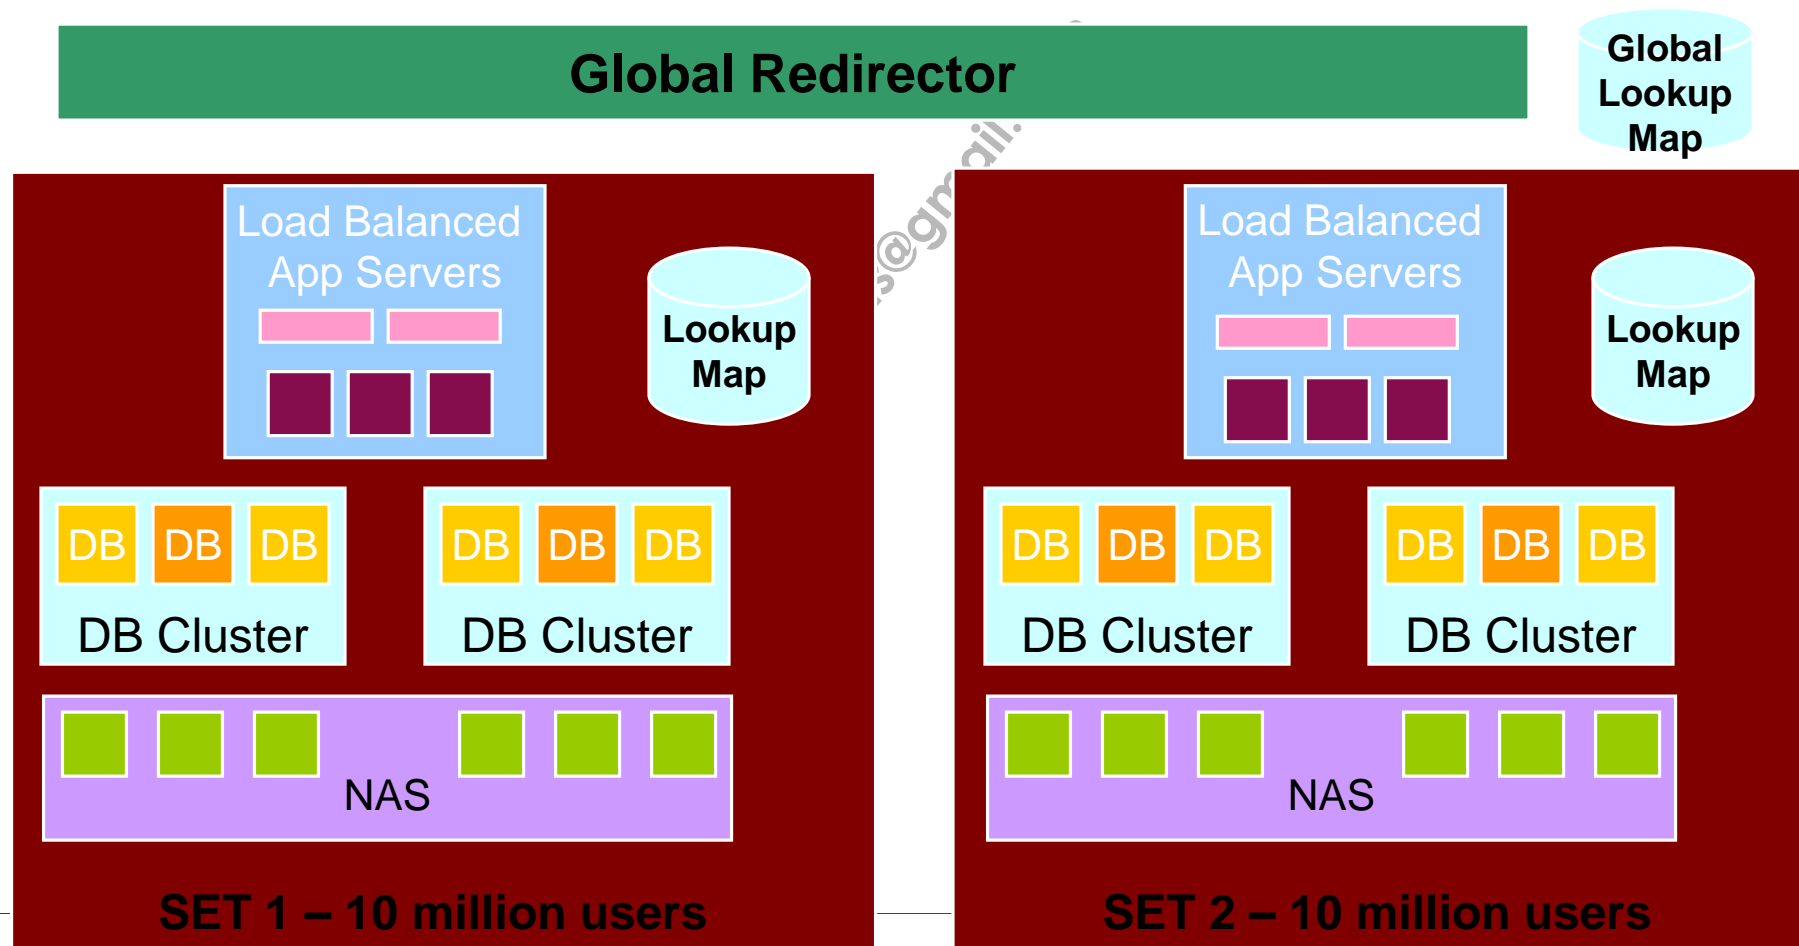 Global Redirector
Global
Lookup
Map
Load Balanced
App Servers
Lookup
Map
DB DB DB
DB Cluster
DB DB DB
DB Cluster
NAS
SET 1 – 10 million users
Load Balanced
App Servers
Lookup
Map
DB DB DB
DB Cluster
DB DB DB
DB Cluster
NAS
SET 2 – 10 million users